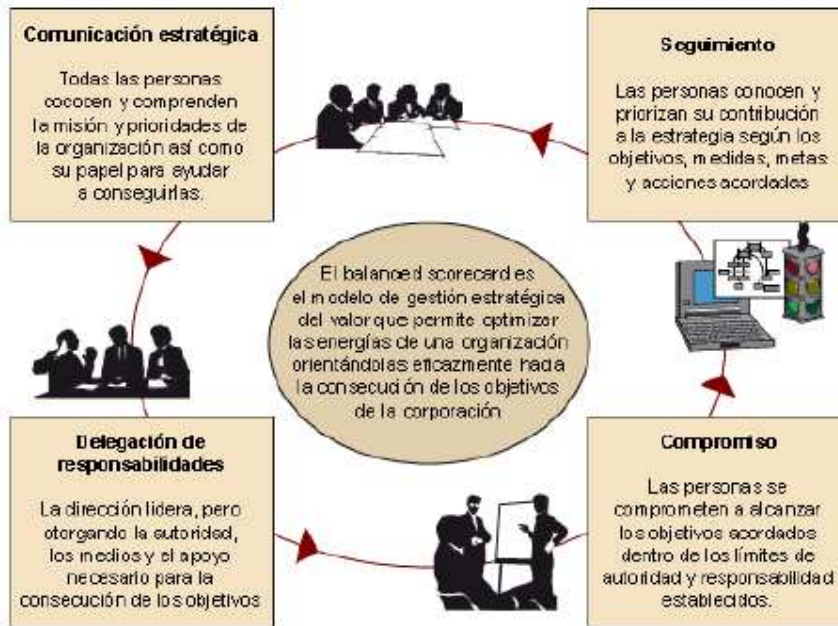 Comunicación estratégica
Todas las personas
cococen y comprenden
la misión y prioridades de
la organización así como
su papel para ayudar
a conseguirlas.
Seguimiento
Las personas conocen y
priorizan su contribución
a la estrategia según los
objetivos, medidas, metas
y acciones acordadas
El balanced scorecard es
el modelo de gestión estratégica
del valor que permite optimizar
las energías de una organización
orientándolas eficazmente hacia
la consecución de los objetivos
de la corporación
Delegación de
responsabilidades
La dirección lidera, pero
otorgando la autoridad,
los medios y el apoyo
necesario para la
consecución de los objetivos
Compromiso
Las personas se
comprometen a alcanzar
los objetivos acordados
dentro de los límites de
autoridad y responsabilidad
establecidos.